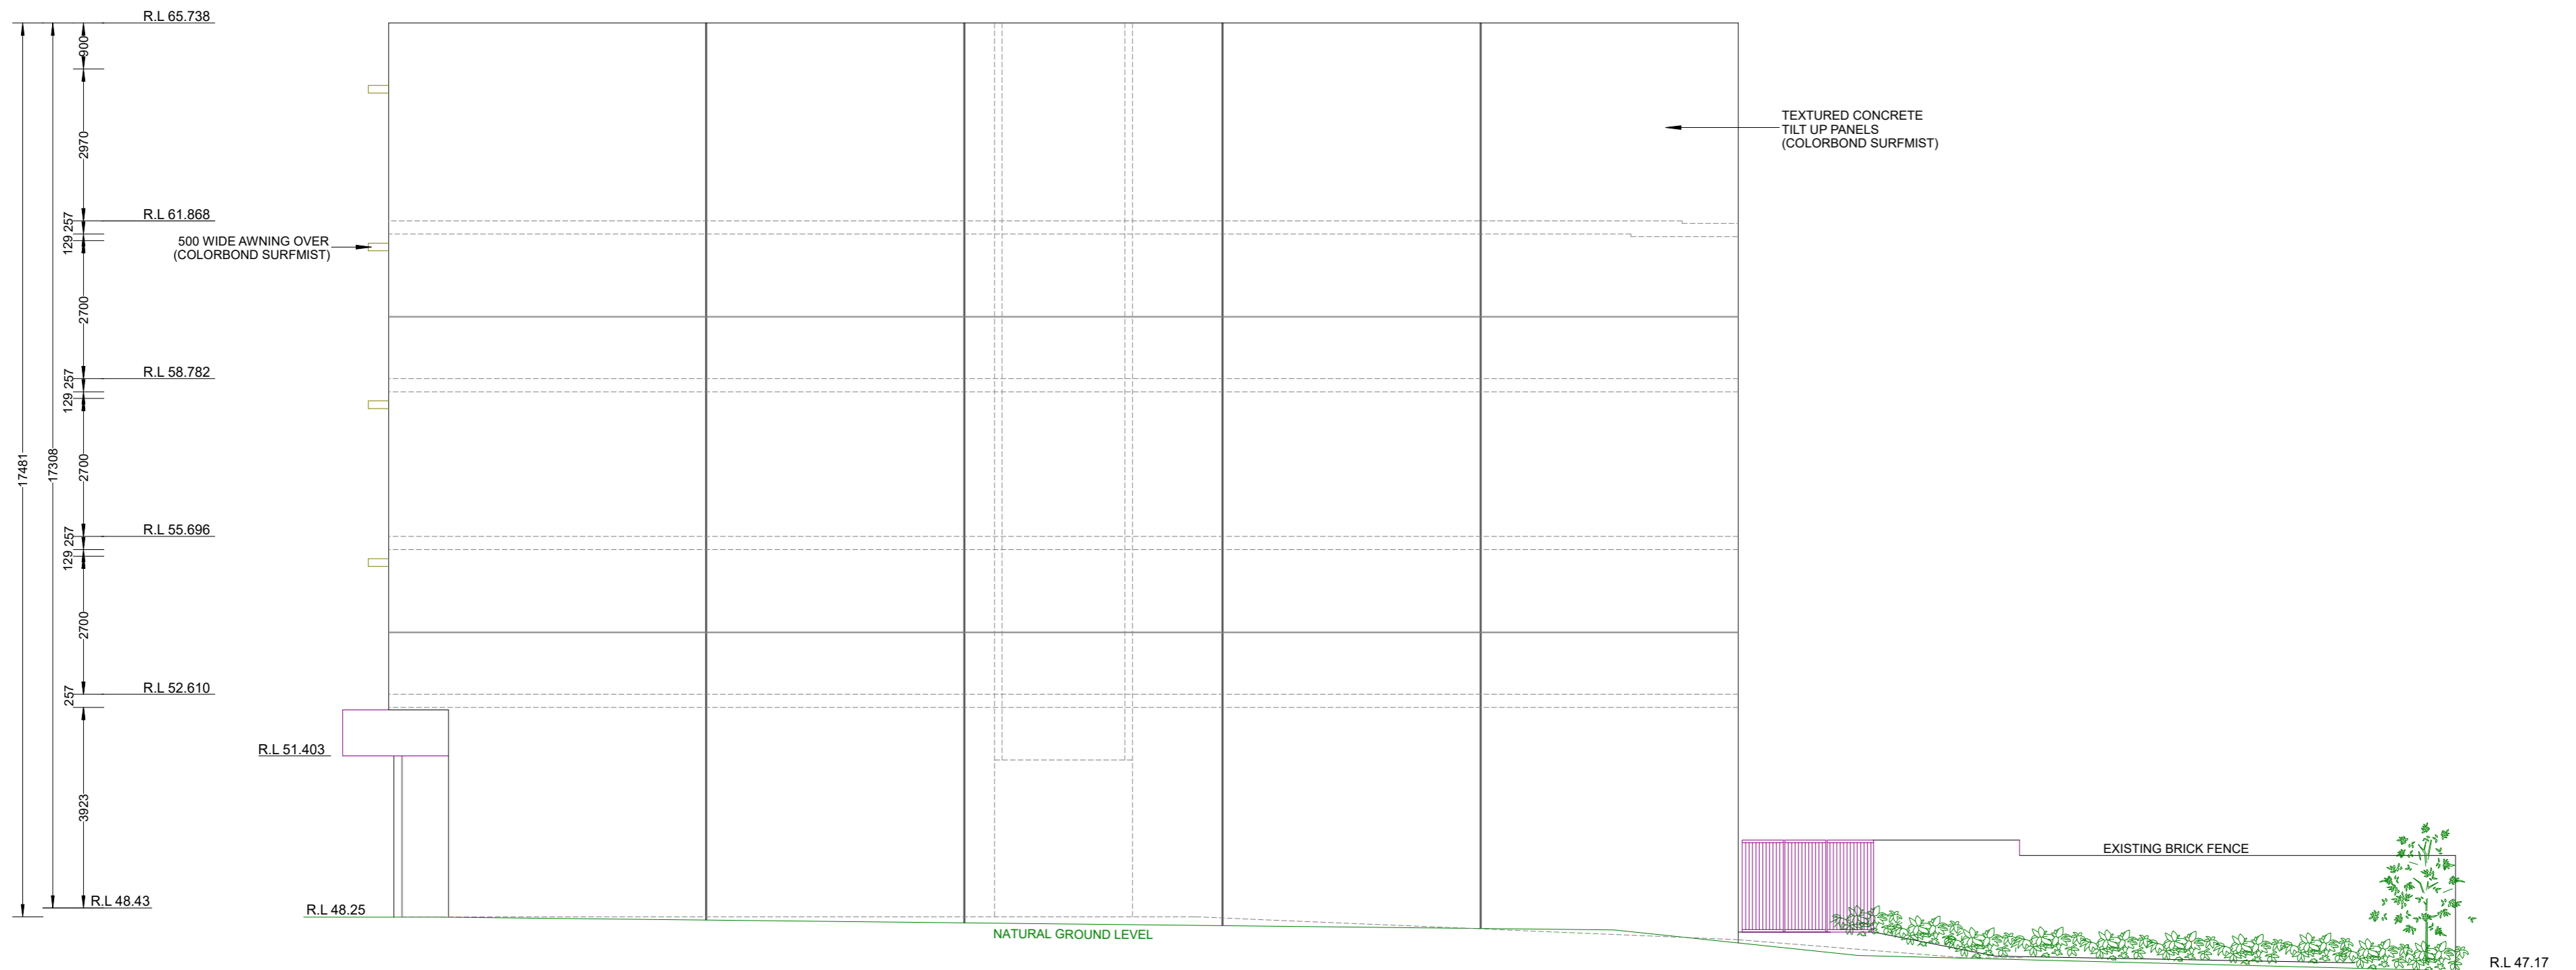 R.L 65.738
900
2970
TEXTURED CONCRETE
TILT UP PANELS
(COLORBOND SURFMIST)
R.L 61.868
257
129
500 WIDE AWNING OVER
(COLORBOND SURFMIST)
2700
R.L 58.782
257
129
17481
17308
2700
R.L 55.696
257
129
2700
R.L 52.610
257
R.L 51.403
3923
EXISTING BRICK FENCE
R.L 48.43
R.L 48.25
NATURAL GROUND LEVEL
R.L 47.17